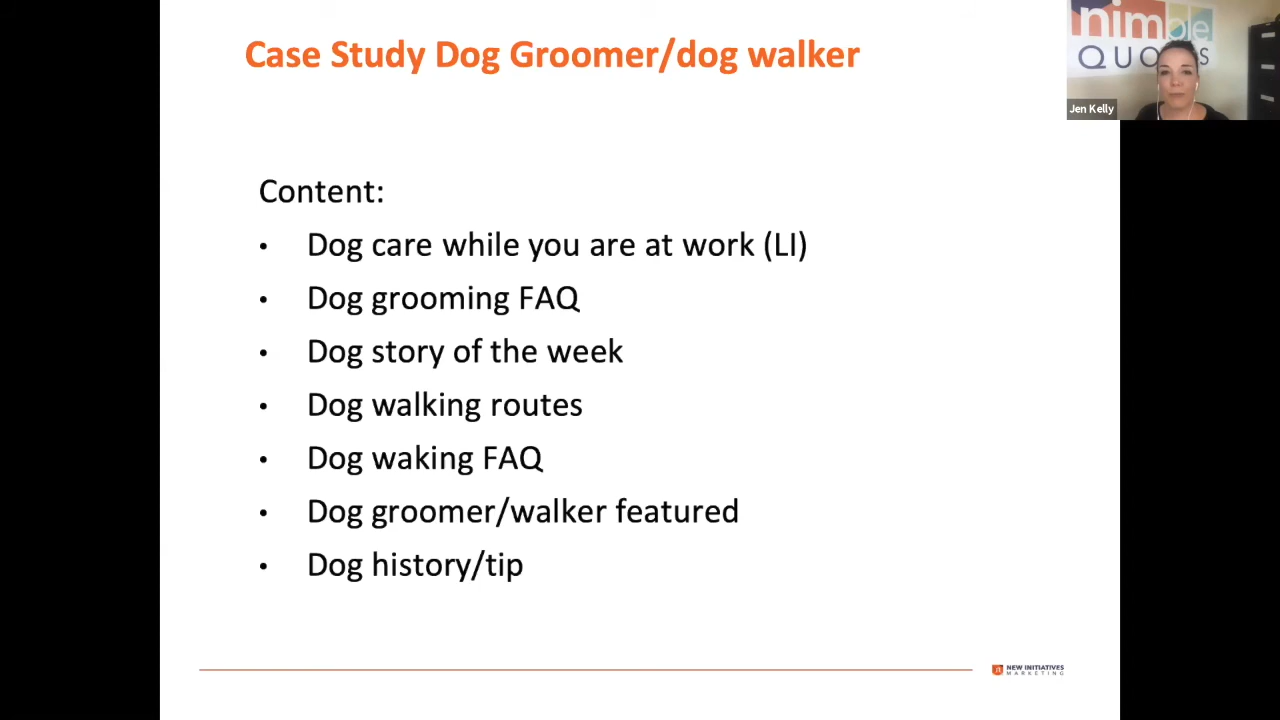 Case Study Dog Groomer/dog walker
nimble
QUOTES
Jen Kelly
Content:
• Dog care while you are at work (LI)
• Dog grooming FAQ
• Dog story of the week
• Dog walking routes
• Dog waking FAQ
• Dog groomer/walker featured
• Dog history/tip
NEW INITIATIVES
MARKETING